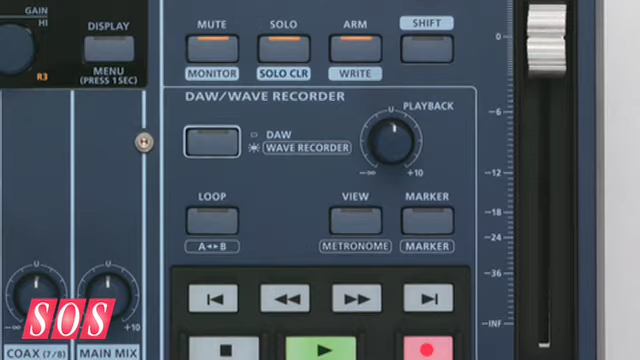 GAIN
HI
R3
DISPLAY
MENU
(PRESS 1SEC)
MUTE SOLO ARM SHIFT
MONITOR SOLO CLR WRITE
DAW/WAVE RECORDER
DAW
WAVE RECORDER
PLAYBACK
U
-∞ +10
LOOP VIEW MARKER
A◄►B METRONOME MARKER
0
-6
-12
-18
-24
-36
-INF
U U
-∞ +10
COAX (7/8) MAIN MIX
SOS